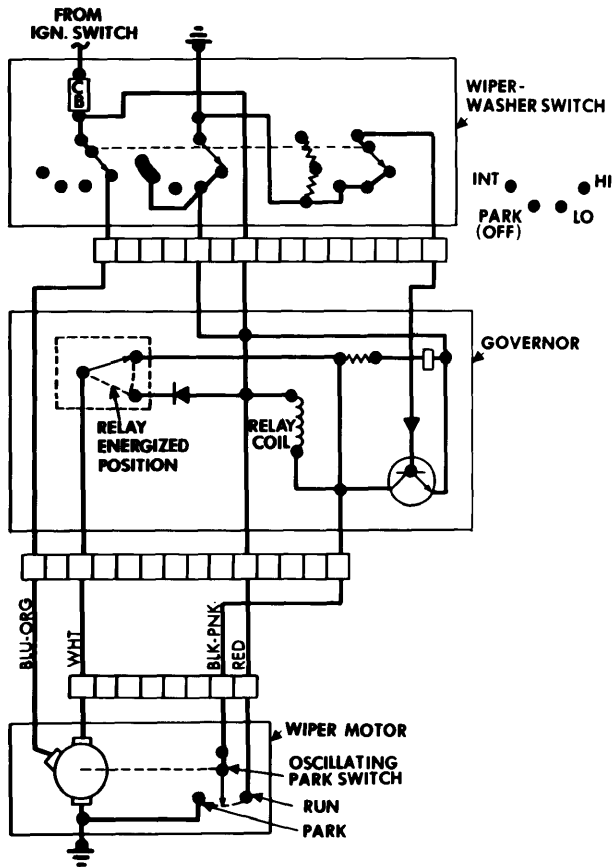 FROM
IGN. SWITCH
CB
WIPER-
WASHER SWITCH
INT
HI
PARK
(OFF)
LO
GOVERNOR
RELAY
ENERGIZED
POSITION
RELAY
COIL
BLU-ORG
WHT
BLK-PNK
RED
WIPER MOTOR
OSCILLATING
PARK SWITCH
RUN
PARK